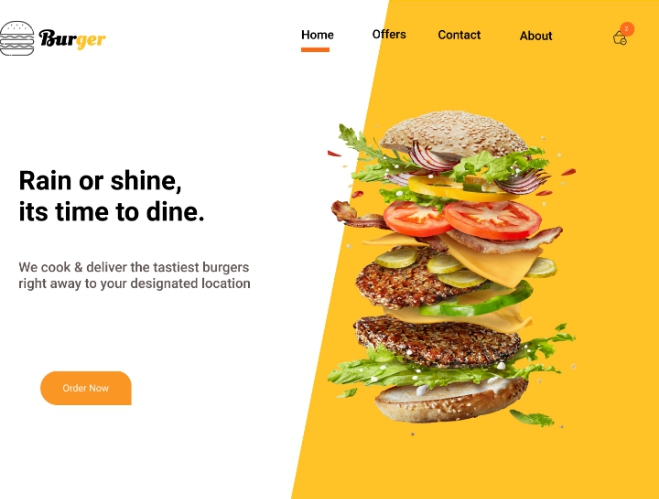 Burger
Home
Offers
Contact
About
Rain or shine,
its time to dine.
We cook & deliver the tastiest burgers
right away to your designated location
Order Now